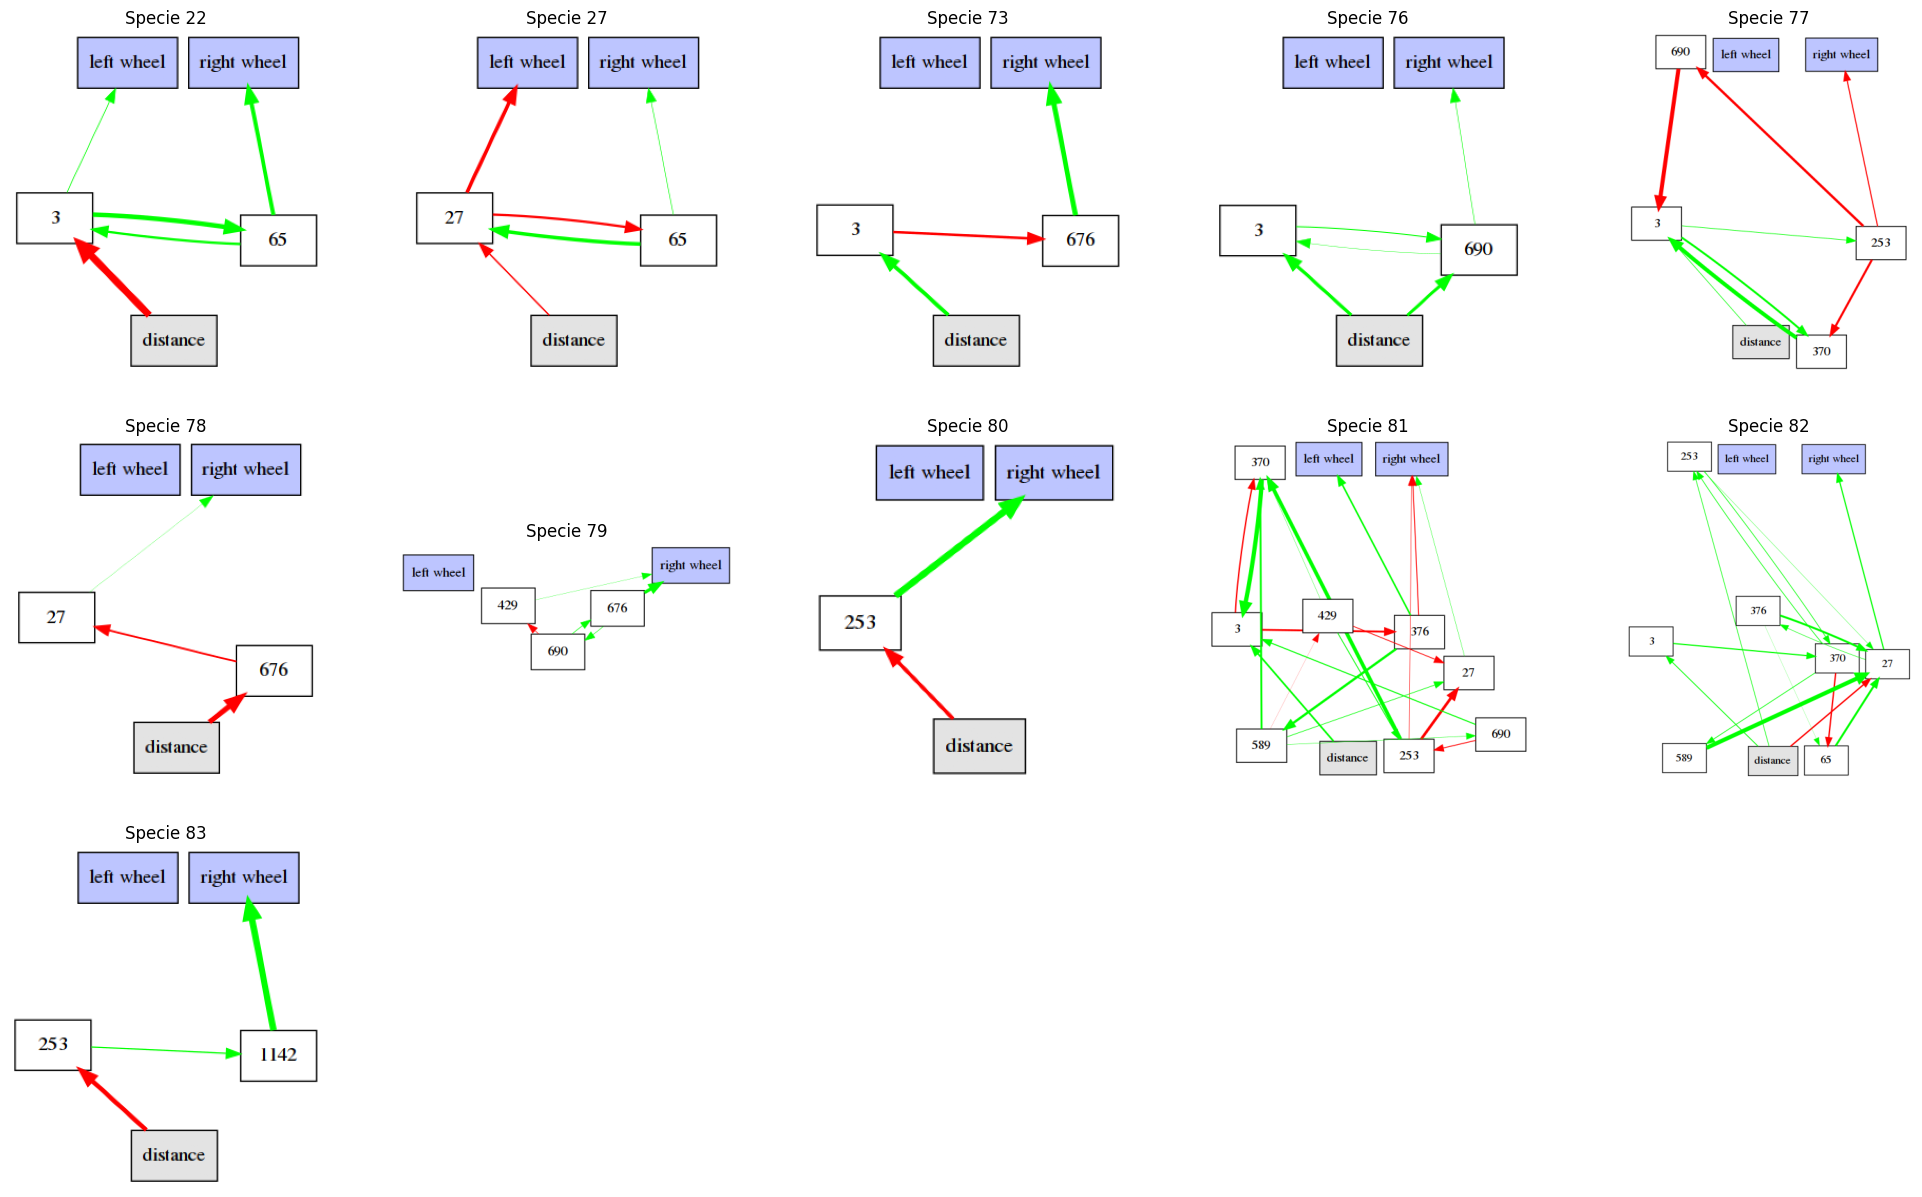 Specie 22
left wheel
right wheel
3
65
distance
Specie 27
left wheel
right wheel
27
65
distance
Specie 73
left wheel
right wheel
3
676
distance
Specie 76
left wheel
right wheel
3
690
distance
Specie 77
690
left wheel
right wheel
3
253
distance
370
Specie 78
left wheel
right wheel
27
676
distance
Specie 79
left wheel
right wheel
429
676
690
Specie 80
left wheel
right wheel
253
distance
Specie 81
370
left wheel
right wheel
3
429
376
27
589
distance
253
690
Specie 82
253
left wheel
right wheel
376
3
370
27
589
distance
65
Specie 83
left wheel
right wheel
253
1142
distance